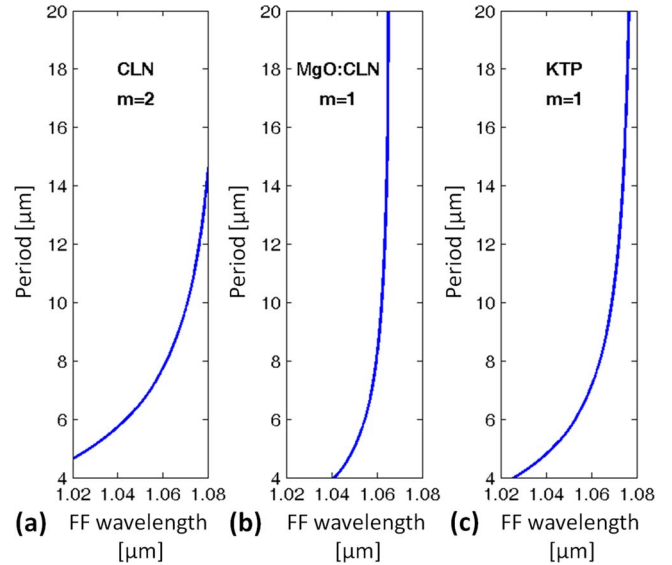 CLN
m=2
Period [µm]
20
18
16
14
12
10
8
6
4
1.02 1.04 1.06 1.08
(a) FF wavelength
[µm]
MgO:CLN
m=1
Period [µm]
20
18
16
14
12
10
8
6
4
1.02 1.04 1.06 1.08
(b) FF wavelength
[µm]
KTP
m=1
Period [µm]
20
18
16
14
12
10
8
6
4
1.02 1.04 1.06 1.08
(c) FF wavelength
[µm]